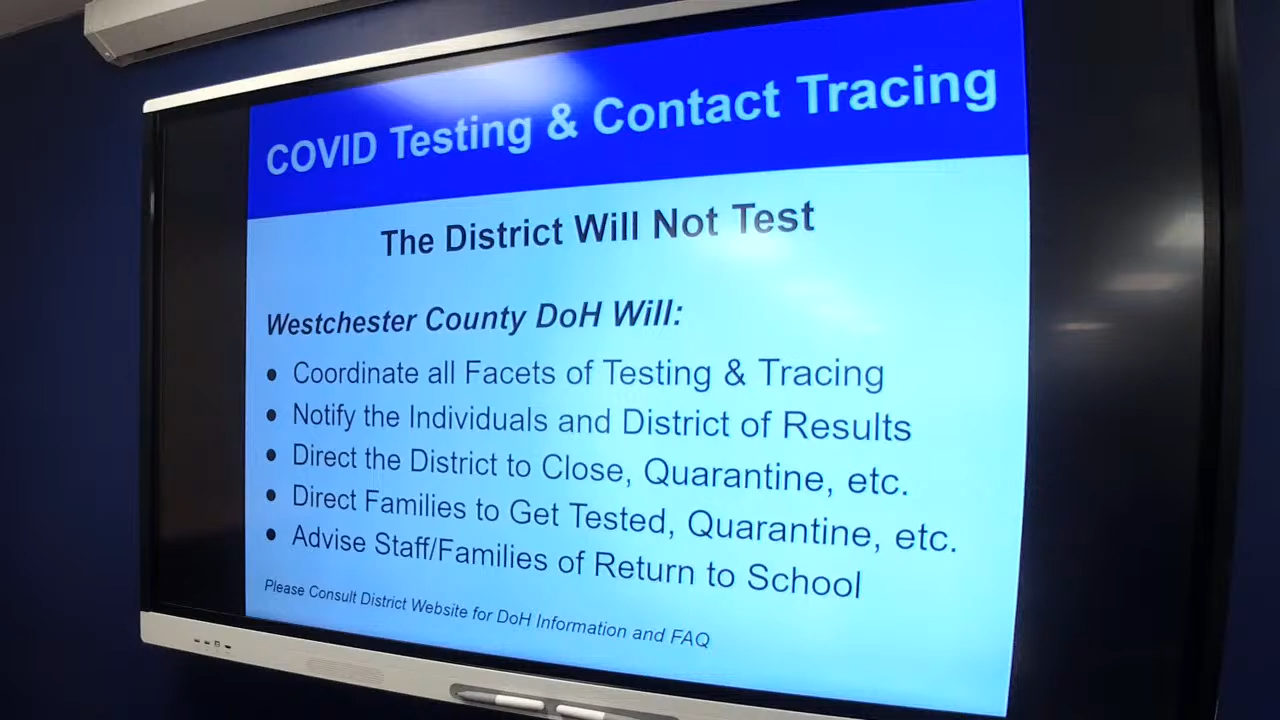 COVID Testing & Contact Tracing
The District Will Not Test
Westchester County DoH Will:
• Coordinate all Facets of Testing & Tracing
• Notify the Individuals and District of Results
• Direct the District to Close, Quarantine, etc.
• Direct Families to Get Tested, Quarantine, etc.
• Advise Staff/Families of Return to School
Please Consult District Website for DoH Information and FAQ